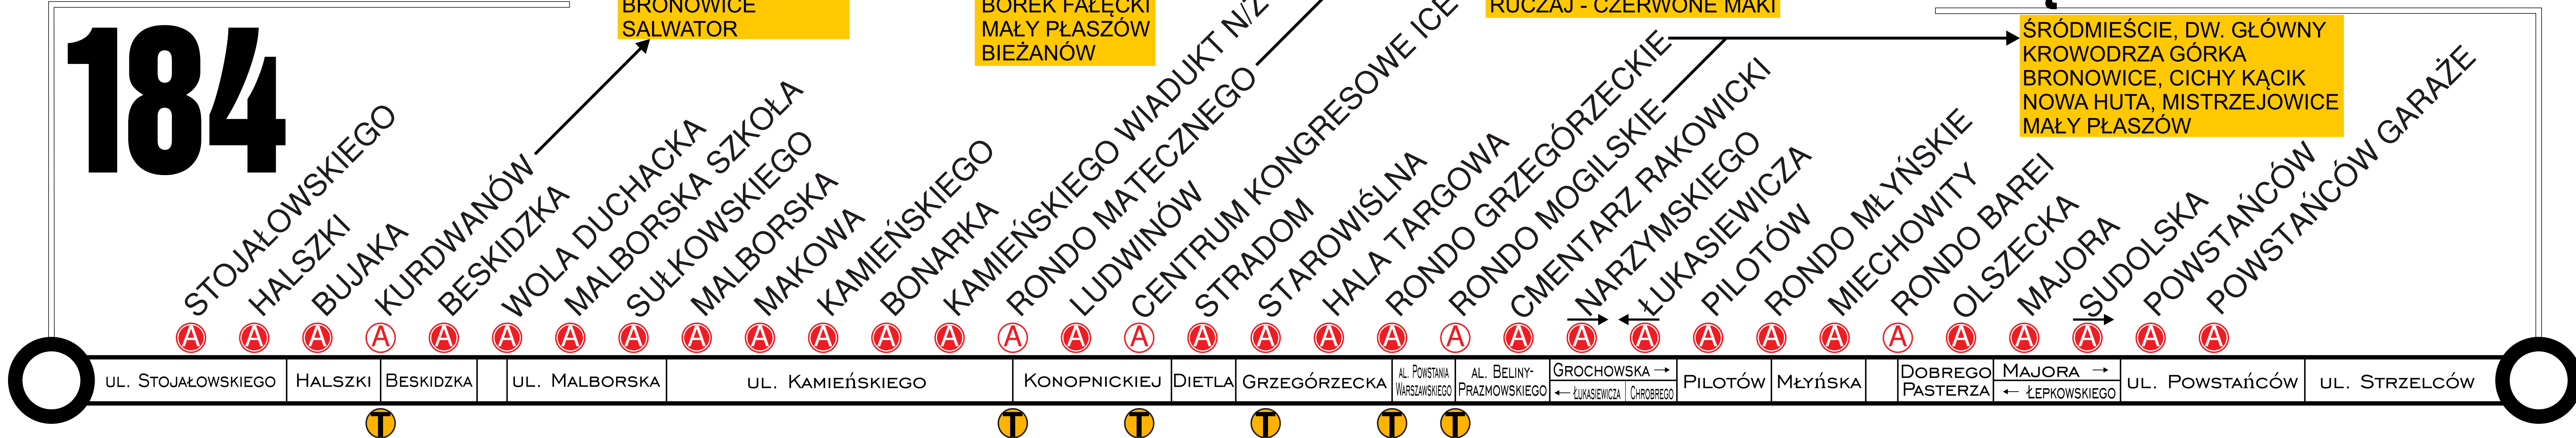 184
BRONOWICE
SALWATOR
BOREK FAŁĘCKI
MAŁY PŁASZÓW
BIEŻANÓW
RUCZAJ - CZERWONE MAKI
ŚRÓDMIEŚCIE, DW. GŁÓWNY
KROWODRZA GÓRKA
BRONOWICE, CICHY KĄCIK
NOWA HUTA, MISTRZEJOWICE
MAŁY PŁASZÓW
STOJAŁOWSKIEGO
HALSZKI
BUJAKA
KURDWANÓW
BESKIDZKA
WOLA DUCHACKA
MALBORSKA SZKOŁA
SUŁKOWSKIEGO
MALBORSKA
MAKOWA
KAMIEŃSKIEGO
BONARKA
KAMIEŃSKIEGO WIADUKT N/Ż
RONDO MATECZNEGO
LUDWINÓW
CENTRUM KONGRESOWE ICE
STRADOM
STAROWIŚLNA
HALA TARGOWA
RONDO GRZEGÓRZECKIE
RONDO MOGILSKIE
CMENTARZ RAKOWICKI
NARZYMSKIEGO
ŁUKASIEWICZA
PILOTÓW
RONDO MŁYŃSKIE
MIECHOWITY
RONDO BAREI
OLSZECKA
MAJORA
SUDOLSKA
POWSTAŃCÓW
POWSTAŃCÓW GARAŻE
A A A A A A A A A A A A A A A A A A A A A A A A A A A A A A A A A
UL. STOJAŁOWSKIEGO
HALSZKI
BESKIDZKA
UL. MALBORSKA
UL. KAMIEńSKIEGO
KONOPNICKIEJ
DIETLA
GRZEGÓRZECKA
AL. POWSTANIA
WARSZAWSKIEGO
AL. BELINY-
PRAZMOWSKIEGO
GROCHOWSKA →
← ŁUKASIEWICZA
CHROBREGO
PILOTÓW
MŁYńSKA
DOBREGO
PASTERZA
MAJORA →
← ŁEPKOWSKIEGO
UL. POWSTAńCÓW
UL. STRZELCÓW
T T T T T T